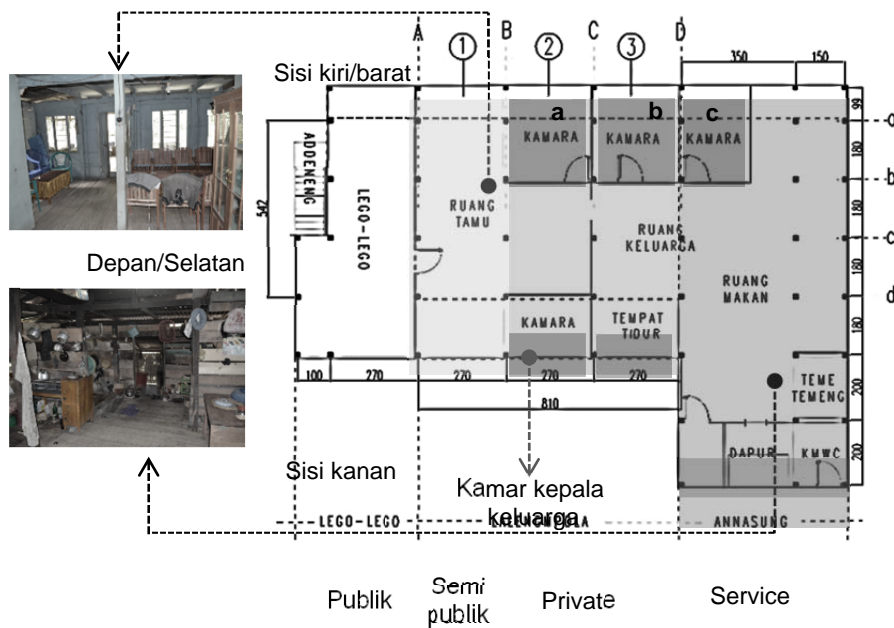 A
B
C
D
1
2
3
350
150
Sisi kiri/barat
a
b
c
99
a
ADDENENG
KAMARA
KAMARA
KAMARA
180
b
542
LEGO-LEGO
RUANG
TAMU
180
RUANG
KELUARGA
c
Depan/Selatan
RUANG
MAKAN
180
d
KAMARA
TEMPAT
TIDUR
180
100
270
270
270
270
TEME
TEMENG
200
810
DAPUR
KMWC
200
Sisi kanan
Kamar kepala
keluarga
LEGO-LEGO
ANNASUNG
Publik
Semi
publik
Private
Service